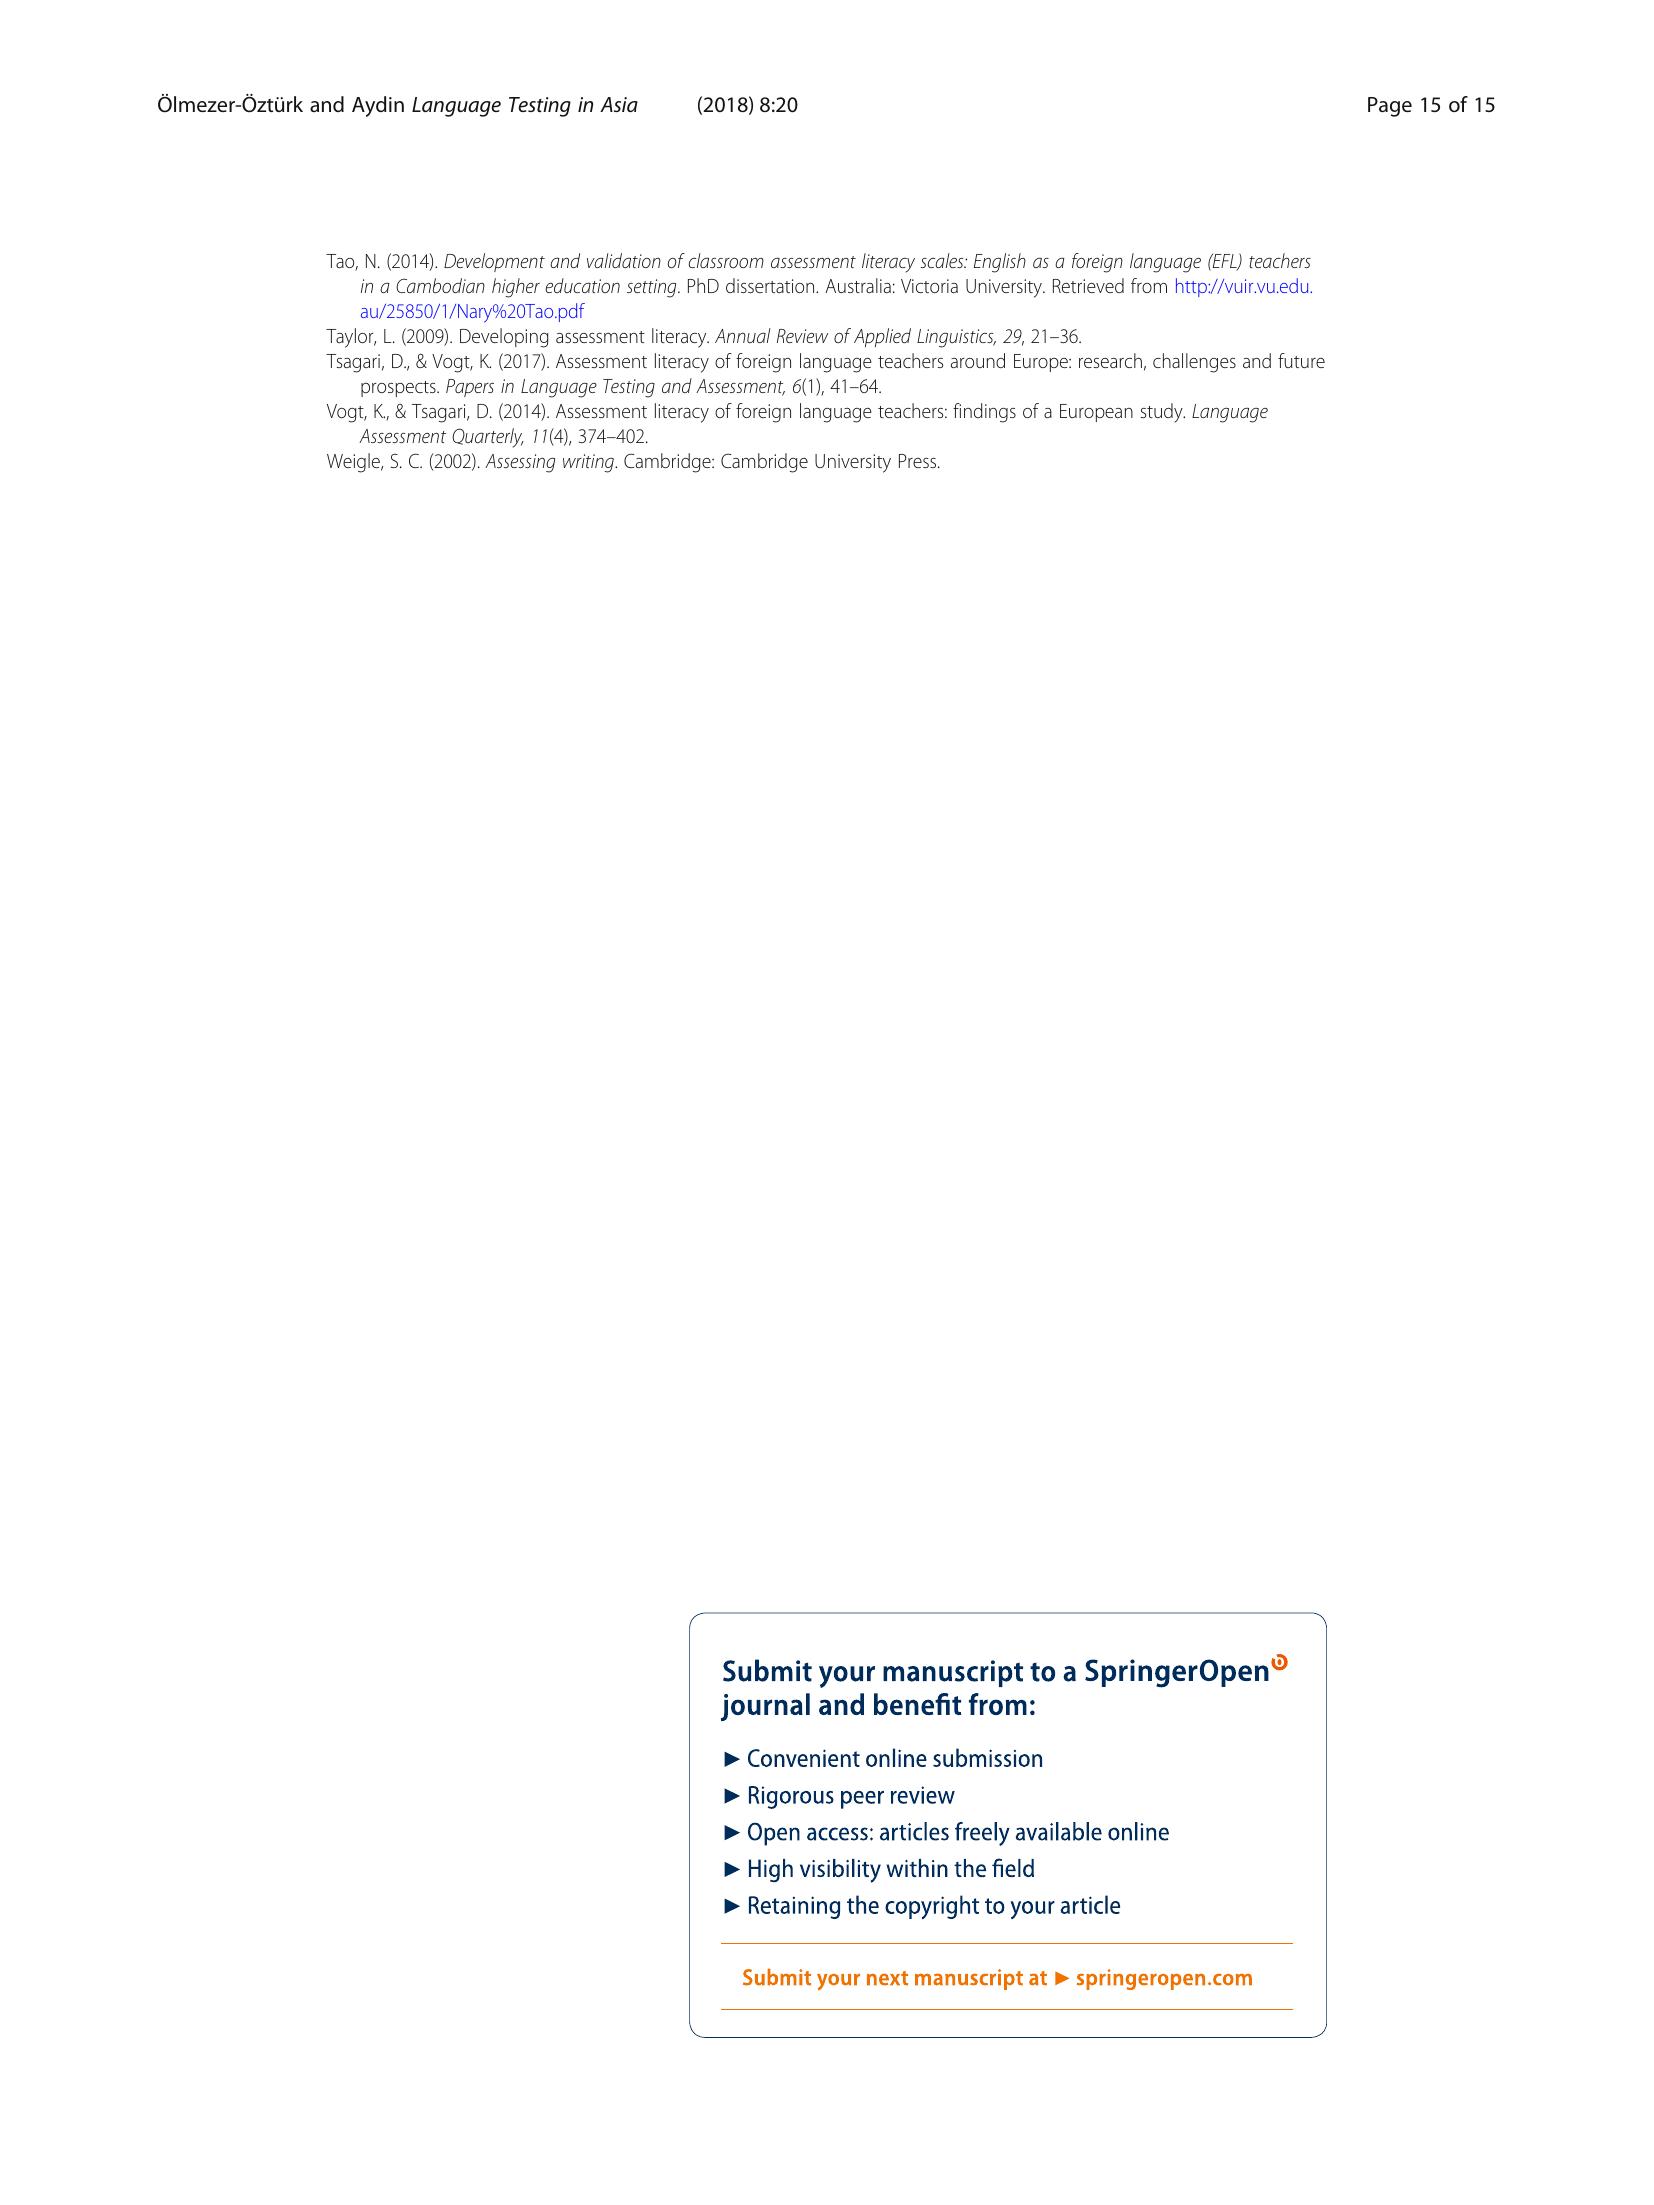 Ölmezer-Öztürk and Aydin Language Testing in Asia (2018) 8:20 Page 15 of 15
Tao, N. (2014). Development and validation of classroom assessment literacy scales: English as a foreign language (EFL) teachers
in a Cambodian higher education setting. PhD dissertation. Australia: Victoria University. Retrieved from http://vuir.vu.edu.
au/25850/1/Nary%20Tao.pdf
Taylor, L. (2009). Developing assessment literacy. Annual Review of Applied Linguistics, 29, 21–36.
Tsagari, D., & Vogt, K. (2017). Assessment literacy of foreign language teachers around Europe: research, challenges and future
prospects. Papers in Language Testing and Assessment, 6(1), 41–64.
Vogt, K., & Tsagari, D. (2014). Assessment literacy of foreign language teachers: findings of a European study. Language
Assessment Quarterly, 11(4), 374–402.
Weigle, S. C. (2002). Assessing writing. Cambridge: Cambridge University Press.
Submit your manuscript to a SpringerOpen
journal and benefit from:
► Convenient online submission
► Rigorous peer review
► Open access: articles freely available online
► High visibility within the field
► Retaining the copyright to your article
Submit your next manuscript at ► springeropen.com